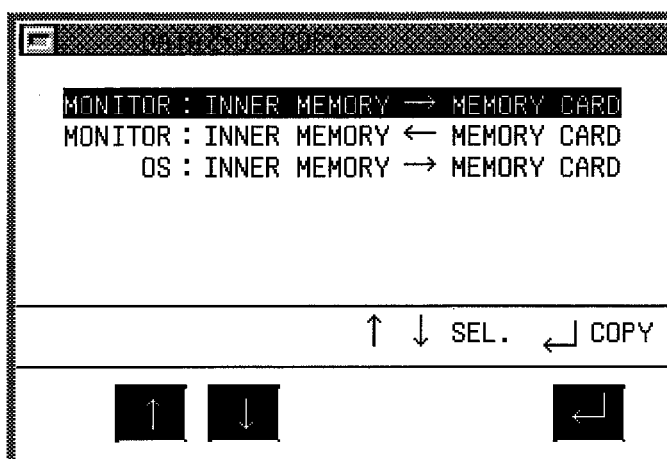 MONITOR : INNER MEMORY → MEMORY CARD
MONITOR : INNER MEMORY ← MEMORY CARD
OS : INNER MEMORY → MEMORY CARD
↑ ↓ SEL. ↵ COPY
↑ ↓ ↵